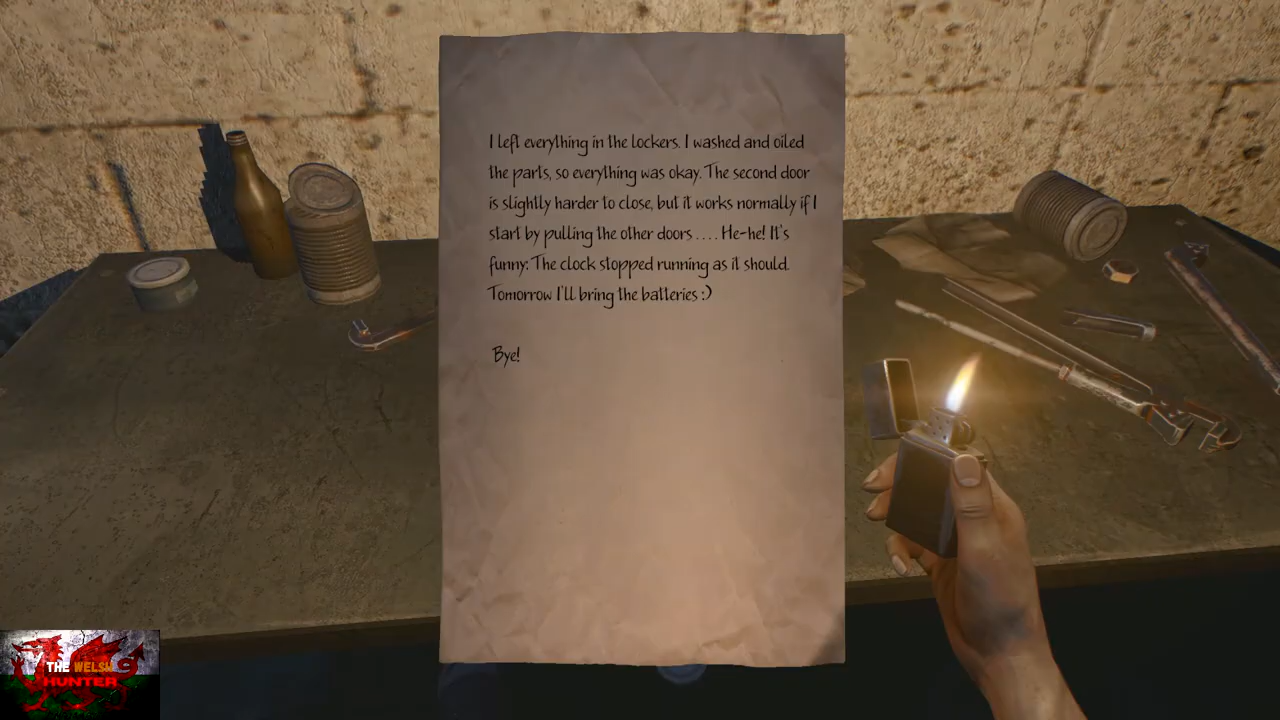 I left everything in the lockers. I washed and oiled
the parts, so everything was okay. The second door
is slightly harder to close, but it works normally if I
start by pulling the other doors .... He-he! It's
funny: The clock stopped running as it should.
Tomorrow I'll bring the batteries :)
Bye!
THE WELSH
HUNTER